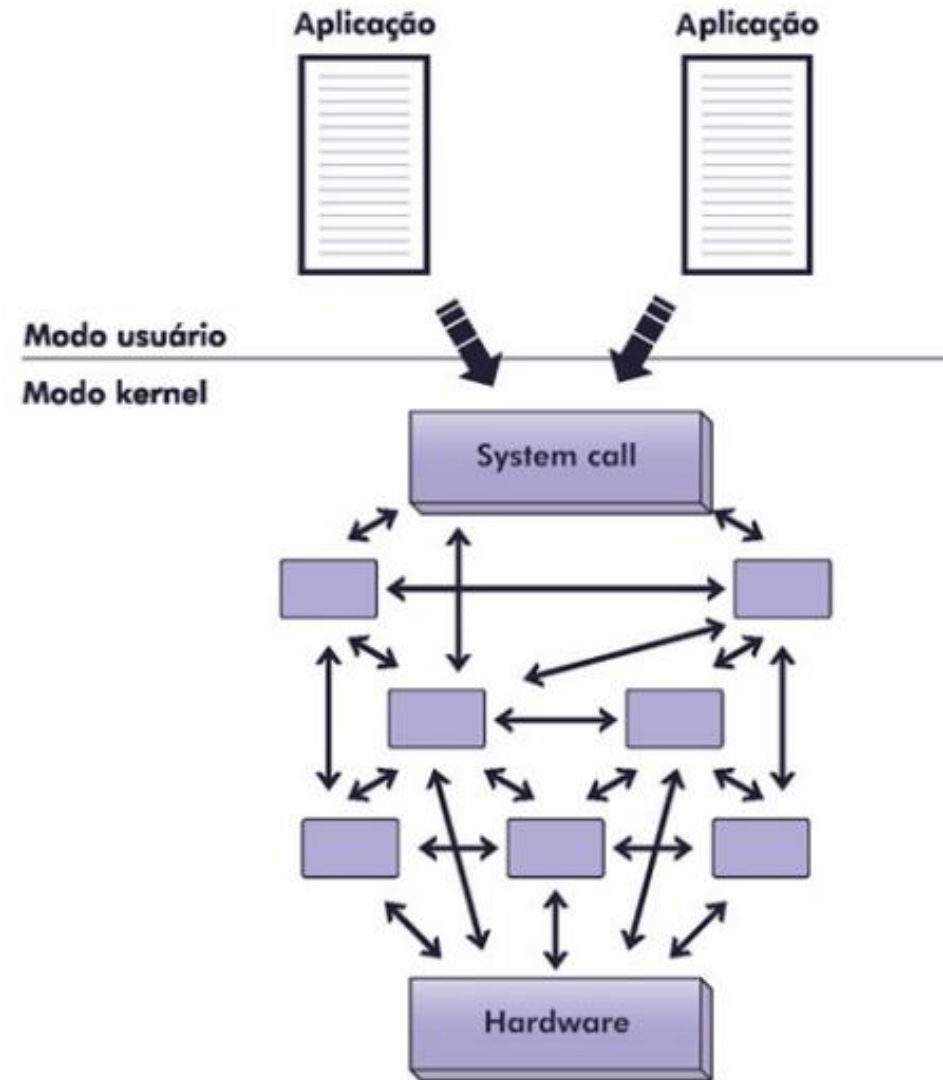 Aplicação
Aplicação
Modo usuário
Modo kernel
System call
Hardware